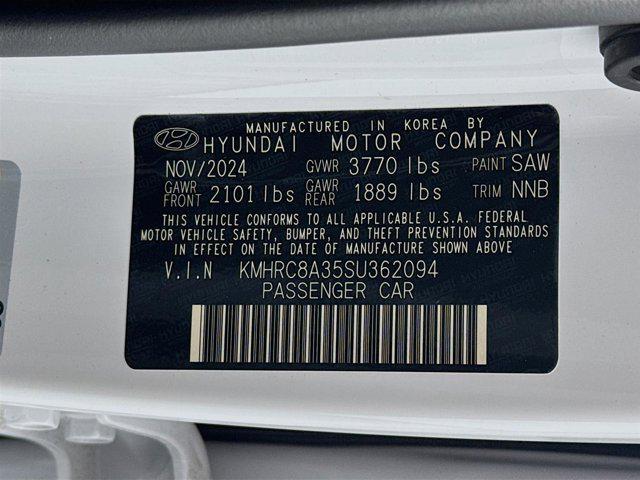 MANUFACTURED IN KOREA BY
HYUNDAI MOTOR COMPANY
NOV/2024 GVWR 3770 lbs PAINT SAW
GAWR FRONT 2101 lbs GAWR REAR 1889 lbs TRIM NNB
THIS VEHICLE CONFORMS TO ALL APPLICABLE U.S.A. FEDERAL
MOTOR VEHICLE SAFETY, BUMPER, AND THEFT PREVENTION STANDARDS
IN EFFECT ON THE DATE OF MANUFACTURE SHOWN ABOVE
V.I.N KMHRC8A35SU362094
PASSENGER CAR